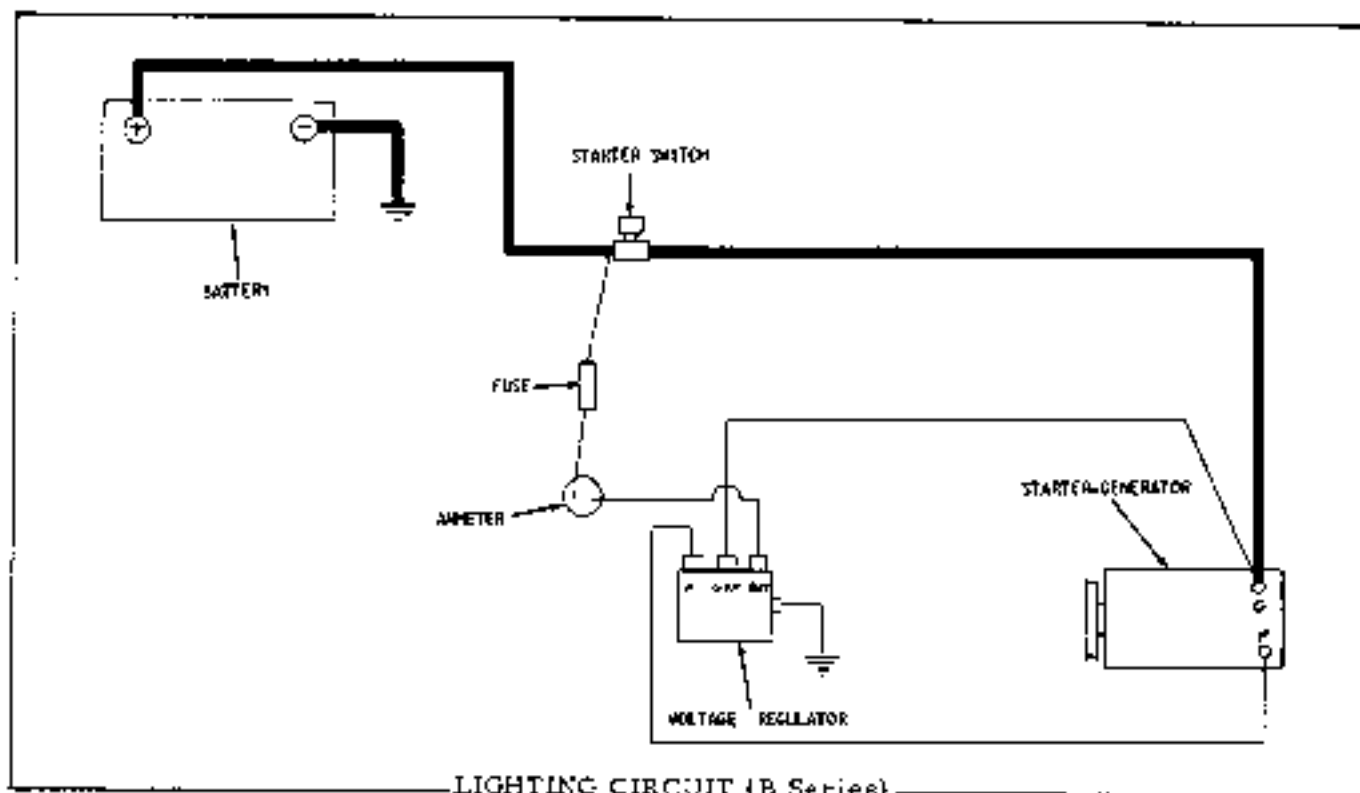 +
−
STARTER SWITCH
BATTERY
FUSE
STARTER-GENERATOR
AMMETER
VOLTAGE REGULATOR
LIGHTING CIRCUIT (B Series)